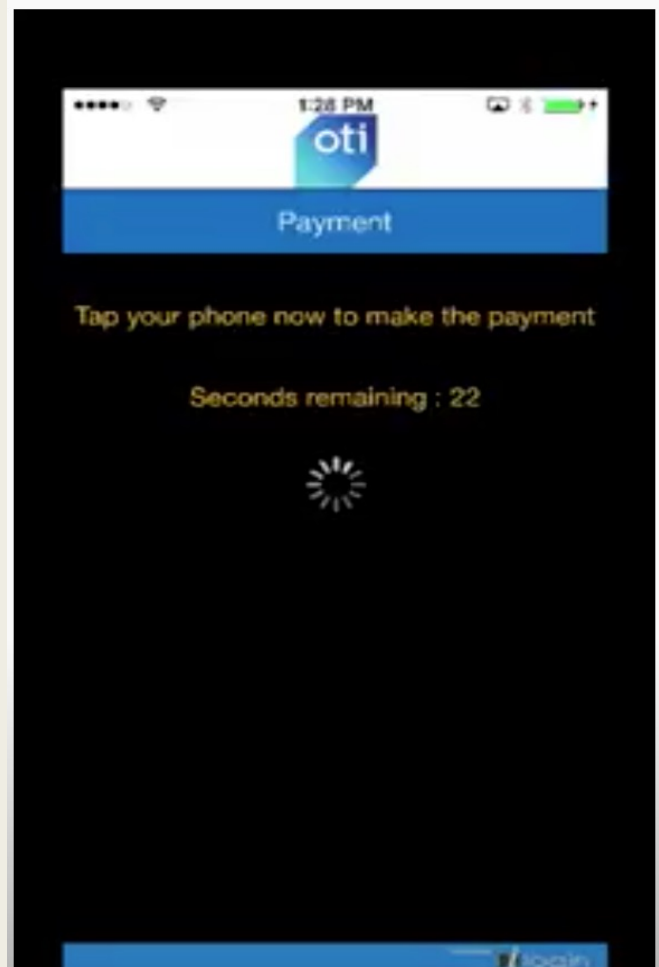 1:28 PM
oti
Payment
Tap your phone now to make the payment
Seconds remaining : 22